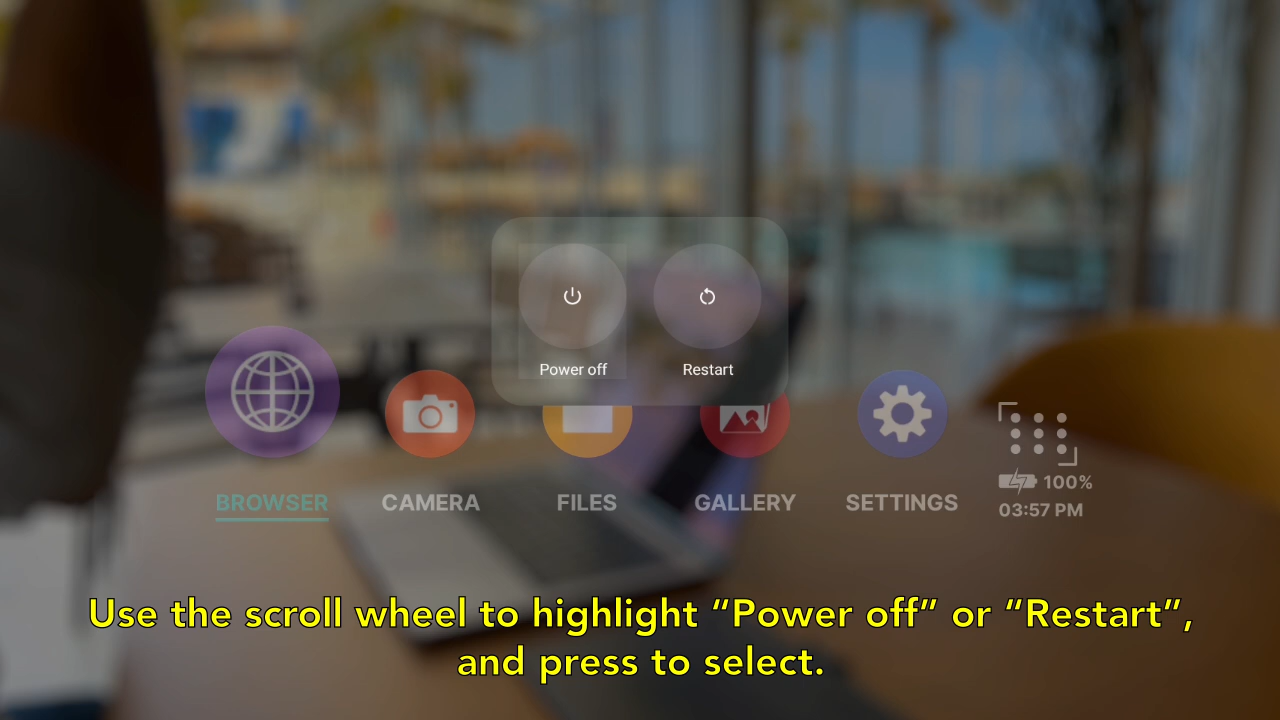 Power off
Restart
BROWSER
CAMERA
FILES
GALLERY
SETTINGS
100%
03:57 PM
Use the scroll wheel to highlight “Power off” or “Restart”,
and press to select.